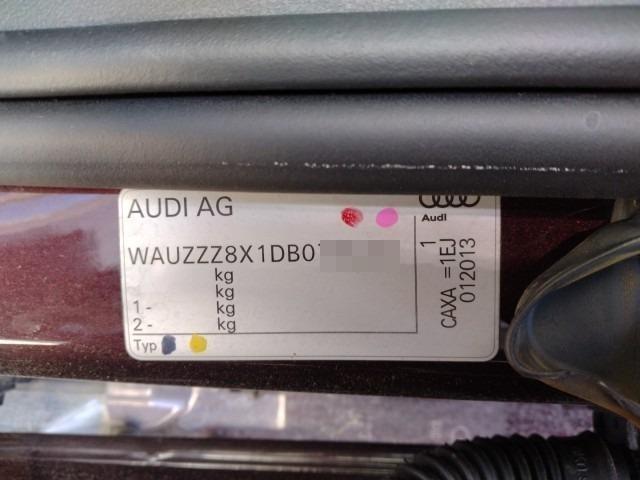 AUDI AG
Audi
WAUZZZ8X1DB0
kg
kg
1- kg
2- kg
Typ
1
CAXA =1EJ
012013